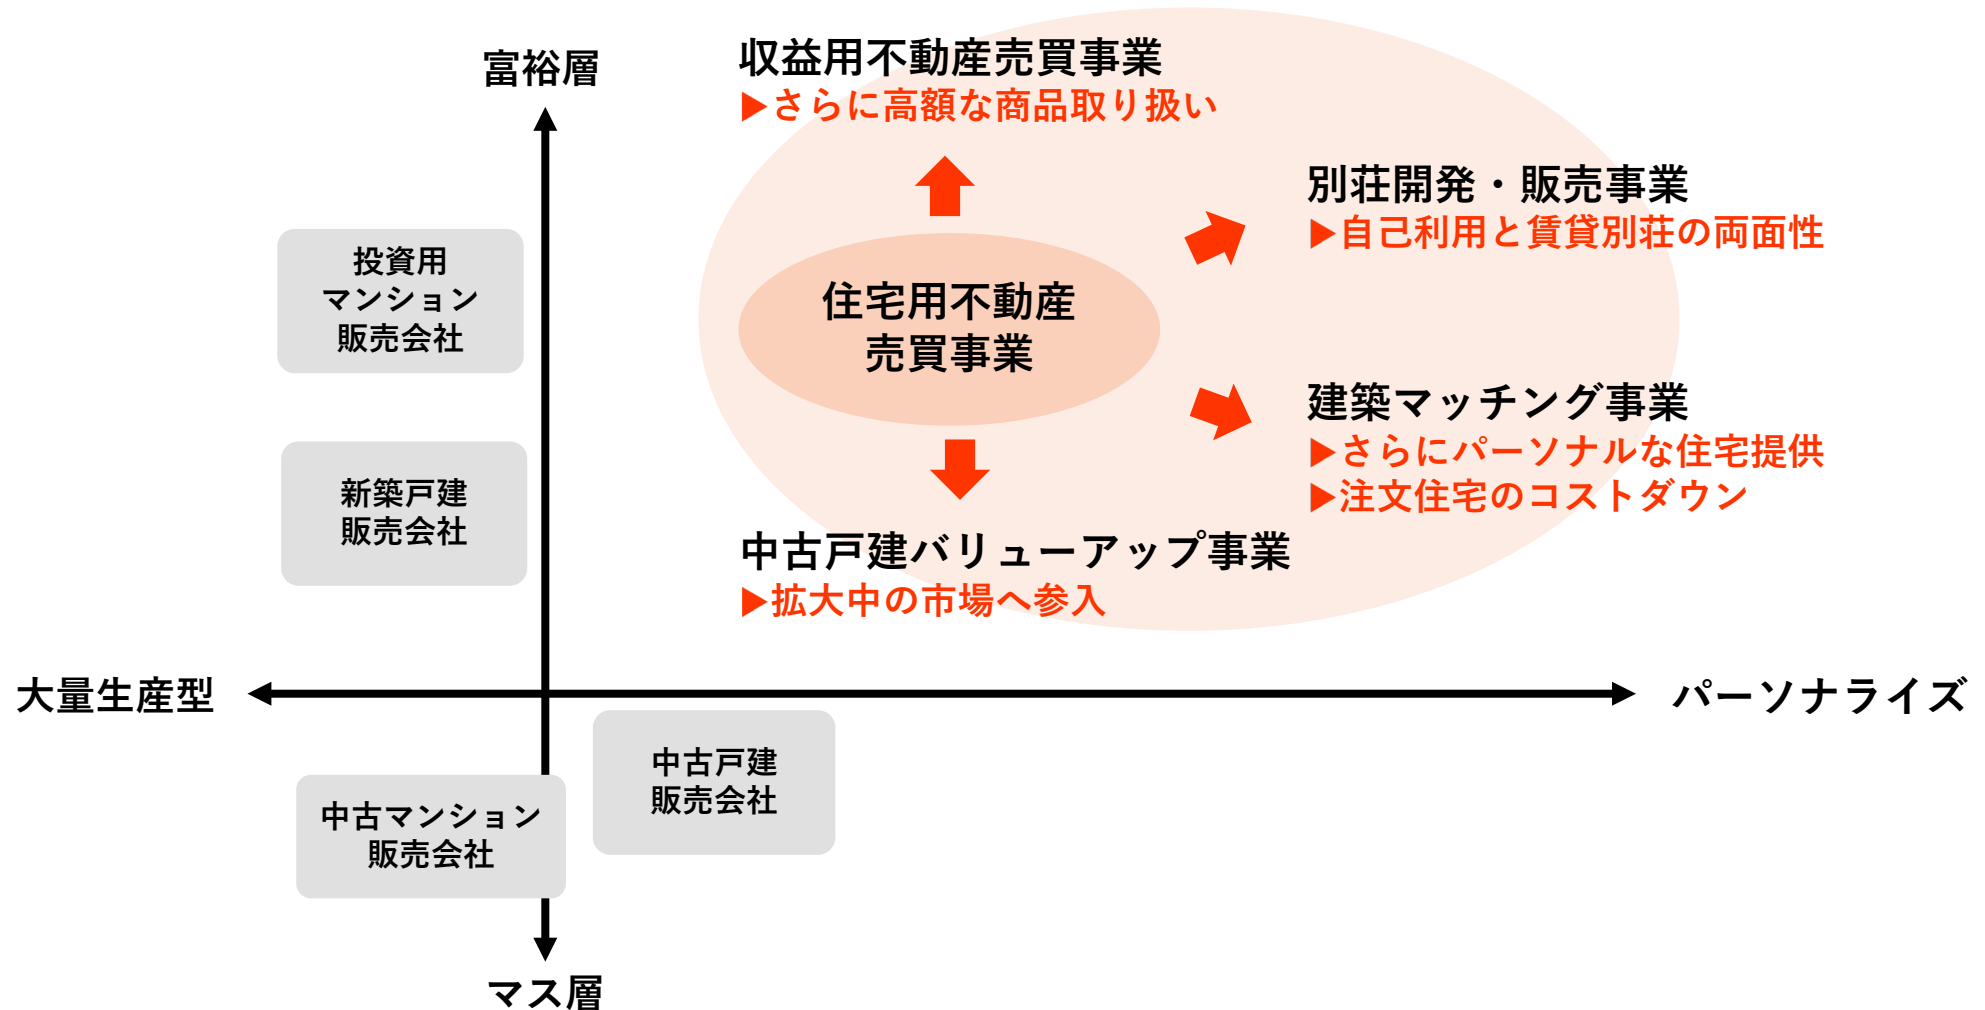 富裕層
収益用不動産売買事業
▶さらに高額な商品取り扱い
別荘開発・販売事業
▶自己利用と賃貸別荘の両面性
投資用
マンション
販売会社
住宅用不動産
売買事業
建築マッチング事業
▶さらにパーソナルな住宅提供
▶注文住宅のコストダウン
新築戸建
販売会社
中古戸建バリューアップ事業
▶拡大中の市場へ参入
大量生産型
パーソナライズ
中古戸建
販売会社
中古マンション
販売会社
マス層